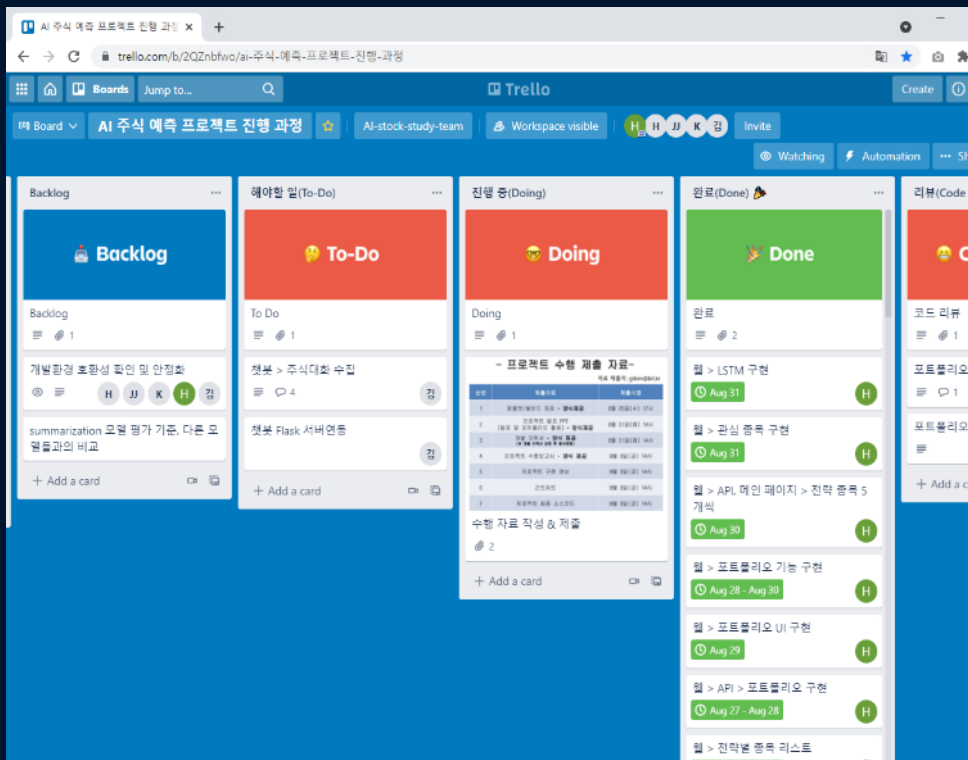 AI 주식 예측 프로젝트 진행 과정
trello.com/b/2QZnbfwo/ai-주식-예측-프로젝트-진행-과정
Boards
Jump to...
Trello
Create
Board
AI 주식 예측 프로젝트 진행 과정
AI-stock-study-team
Workspace visible
H
H
JJ
K
김
Invite
Watching
Automation
Backlog
Backlog
Backlog
1
개발환경 호환성 확인 및 안정화
H
JJ
K
H
김
summarization 모델 평가 기준, 다른 모
델들과의 비교
+ Add a card
해야할 일(To-Do)
To-Do
To Do
1
챗봇 > 주식대화 수집
4
김
챗봇 Flask 서버연동
김
+ Add a card
진행 중(Doing)
Doing
Doing
1
- 프로젝트 수행 제출 자료-
수행 자료 작성 & 제출
2
+ Add a card
완료(Done)
Done
완료
2
웹 > LSTM 구현
Aug 31
H
웹 > 관심 종목 구현
Aug 31
H
웹 > API, 메인 페이지 > 전략 종목 5
개씩
Aug 30
H
웹 > 포트폴리오 기능 구현
Aug 28 - Aug 30
H
웹 > 포트폴리오 UI 구현
Aug 29
H
웹 > API > 포트폴리오 구현
Aug 27 - Aug 28
H
웹 > 전략별 종목 리스트
리뷰(Code
C
코드 리뷰
1
포트폴리오
1
포트폴리오
+ Add a c